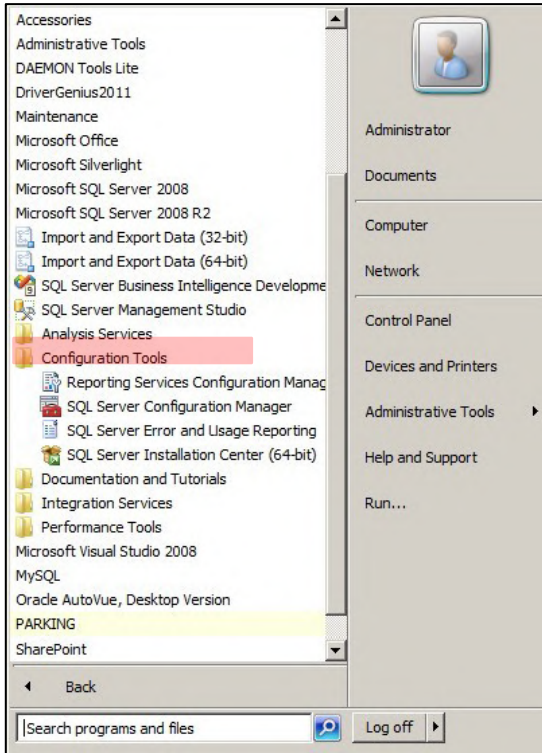 Accessories
Administrative Tools
DAEMON Tools Lite
DriverGenius2011
Maintenance
Microsoft Office
Microsoft Silverlight
Microsoft SQL Server 2008
Microsoft SQL Server 2008 R2
Import and Export Data (32-bit)
Import and Export Data (64-bit)
SQL Server Business Intelligence Developme
SQL Server Management Studio
Analysis Services
Configuration Tools
Reporting Services Configuration Manag
SQL Server Configuration Manager
SQL Server Error and Usage Reporting
SQL Server Installation Center (64-bit)
Documentation and Tutorials
Integration Services
Performance Tools
Microsoft Visual Studio 2008
MySQL
Oracle AutoVue, Desktop Version
PARKING
SharePoint
Back
Search programs and files
Administrator
Documents
Computer
Network
Control Panel
Devices and Printers
Administrative Tools
Help and Support
Run...
Log off